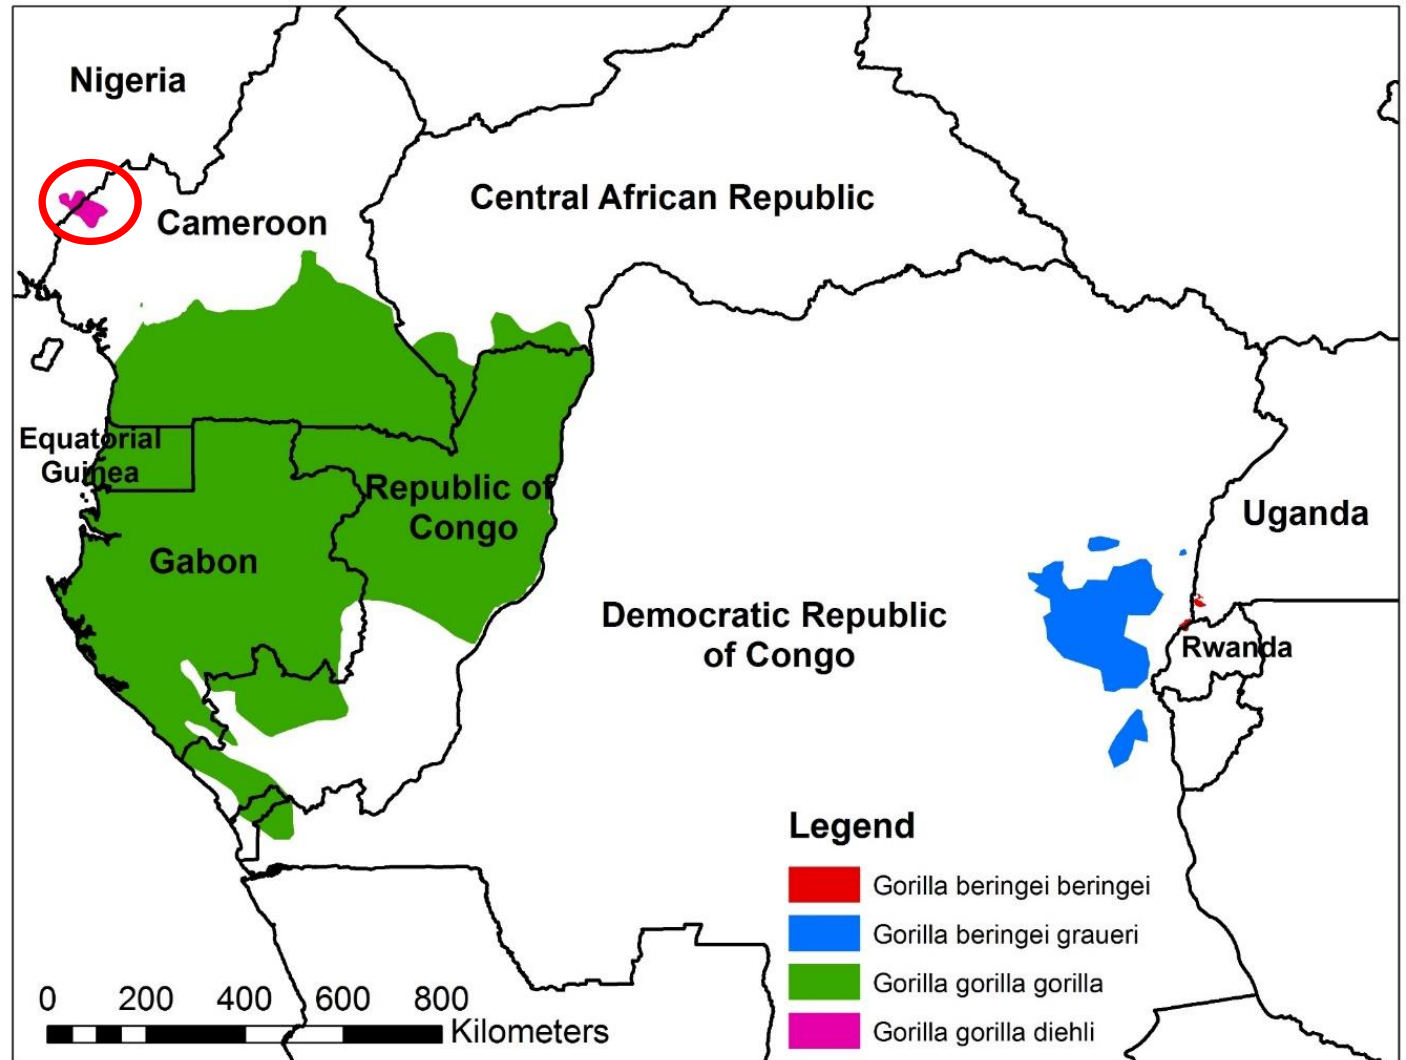 Nigeria
Central African Republic
Cameroon
Equatorial
Guinea
Republic of
Congo
Uganda
Gabon
Democratic Republic
of Congo
Rwanda
Legend
Gorilla beringei beringei
Gorilla beringei graueri
Gorilla gorilla gorilla
Gorilla gorilla diehli
0 200 400 600 800
Kilometers